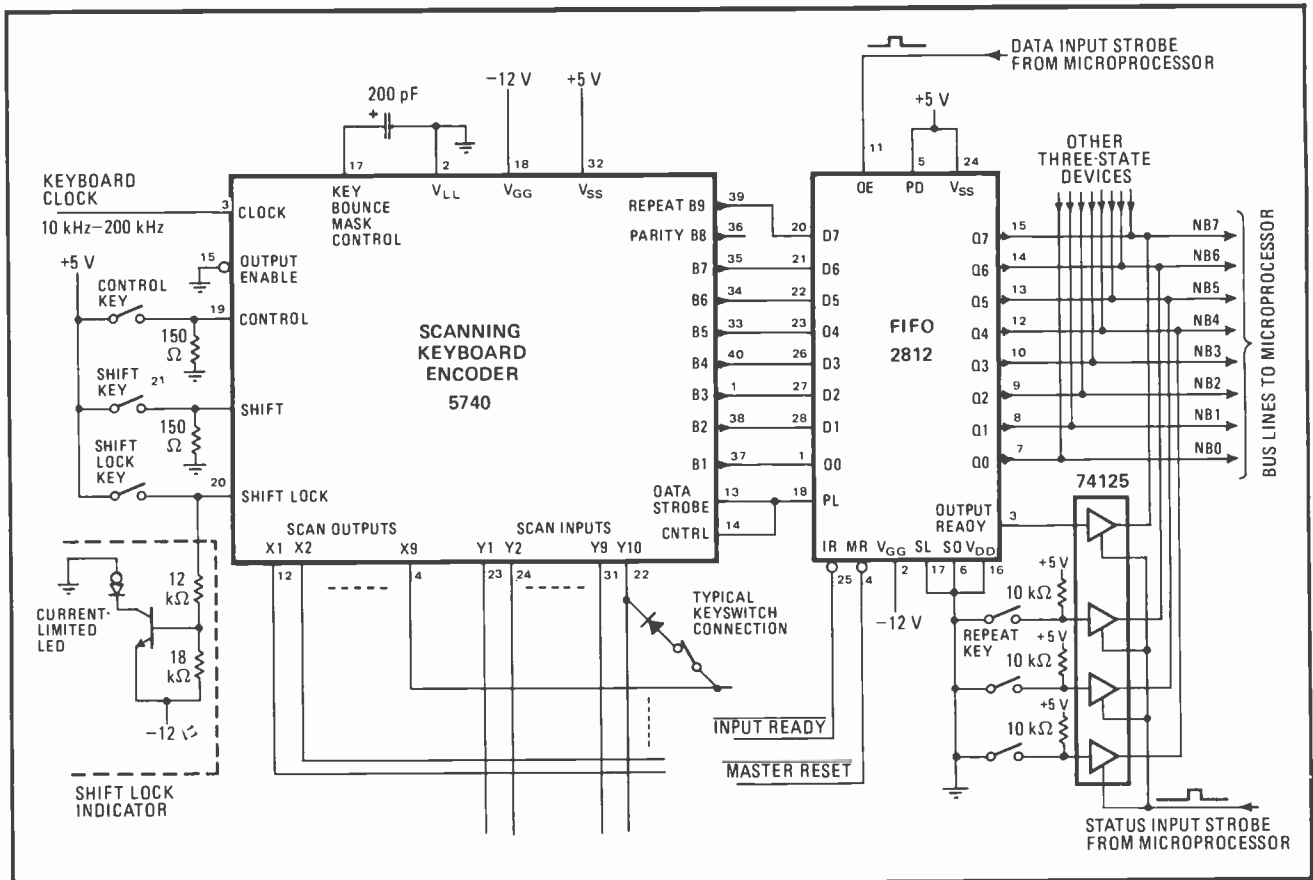 DATA INPUT STROBE
FROM MICROPROCESSOR
-12 V
+5 V
200 pF
+
+5 V
OTHER
THREE-STATE
DEVICES
17
2
18
32
11
5
24
KEY
BOUNCE
MASK
CONTROL
VLL
VGG
VSS
OE
PD
VSS
KEYBOARD
CLOCK
10 kHz–200 kHz
3
CLOCK
+5 V
15
OUTPUT
ENABLE
CONTROL
KEY
19
CONTROL
150
Ω
SHIFT
KEY
21
SHIFT
150
Ω
SHIFT
LOCK
KEY
20
SHIFT LOCK
SCANNING
KEYBOARD
ENCODER
5740
REPEAT B9
39
PARITY B8
36
B7
35
B6
34
B5
33
B4
40
B3
1
B2
38
B1
37
DATA
STROBE
13
CNTRL
14
20
D7
21
D6
22
D5
23
D4
26
D3
27
D2
28
D1
1
D0
18
PL
FIFO
2812
Q7
15
NB7
Q6
14
NB6
Q5
13
NB5
Q4
12
NB4
Q3
10
NB3
Q2
9
NB2
Q1
8
NB1
Q0
7
NB0
BUS LINES TO MICROPROCESSOR
74125
OUTPUT
READY
3
SCAN OUTPUTS
SCAN INPUTS
X1
X2
X9
Y1
Y2
Y9
Y10
12
3
4
23
24
31
22
IR
MR
VGG
SL
SO
VDD
25
4
2
17
6
16
-12 V
12
kΩ
18
kΩ
CURRENT-
LIMITED
LED
-12 V
SHIFT LOCK
INDICATOR
TYPICAL
KEYSWITCH
CONNECTION
INPUT READY
MASTER RESET
+5 V
10 kΩ
REPEAT
KEY
+5 V
10 kΩ
+5 V
10 kΩ
STATUS INPUT STROBE
FROM MICROPROCESSOR